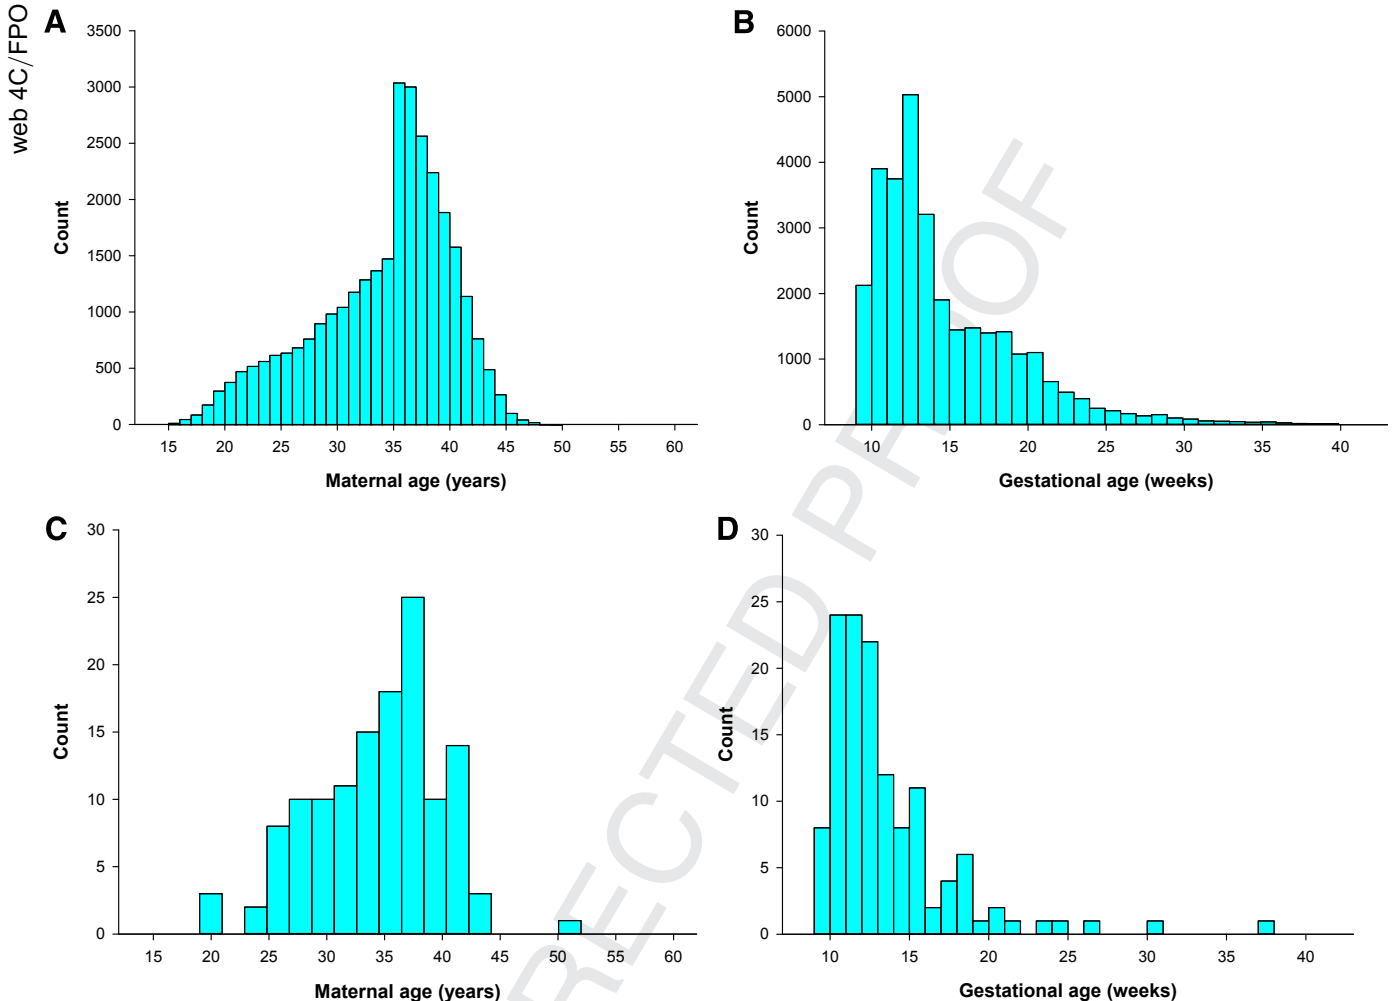 web 4C/FPO
A
3500
3000
2500
2000
1500
1000
500
0
Count
15 20 25 30 35 40 45 50 55 60
Maternal age (years)
B
6000
5000
4000
3000
2000
1000
0
Count
10 15 20 25 30 35 40
Gestational age (weeks)
C
30
25
20
15
10
5
0
Count
15 20 25 30 35 40 45 50 55 60
Maternal age (years)
D
30
25
20
15
10
5
0
Count
10 15 20 25 30 35 40
Gestational age (weeks)
RECTED PROOF